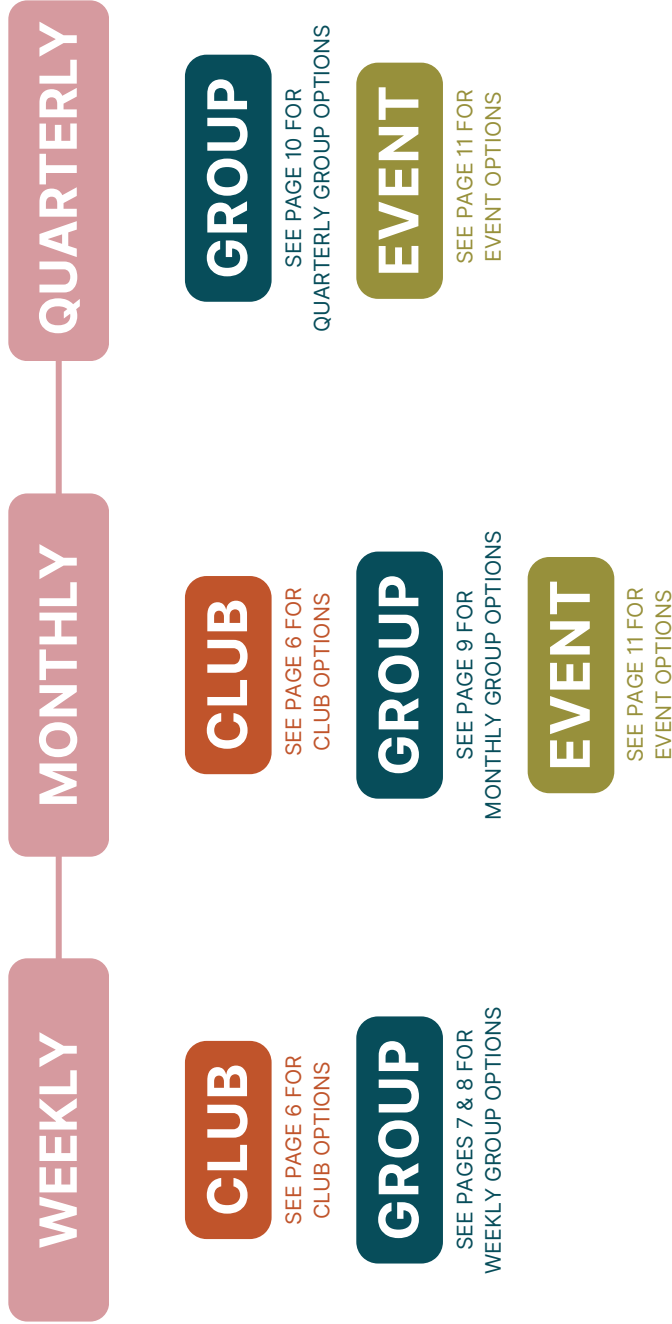 WEEKLY
CLUB
SEE PAGE 6 FOR
CLUB OPTIONS
GROUP
SEE PAGES 7 & 8 FOR
WEEKLY GROUP OPTIONS
MONTHLY
CLUB
SEE PAGE 6 FOR
CLUB OPTIONS
GROUP
SEE PAGE 9 FOR
MONTHLY GROUP OPTIONS
EVENT
SEE PAGE 11 FOR
EVENT OPTIONS
QUARTERLY
GROUP
SEE PAGE 10 FOR
QUARTERLY GROUP OPTIONS
EVENT
SEE PAGE 11 FOR
EVENT OPTIONS